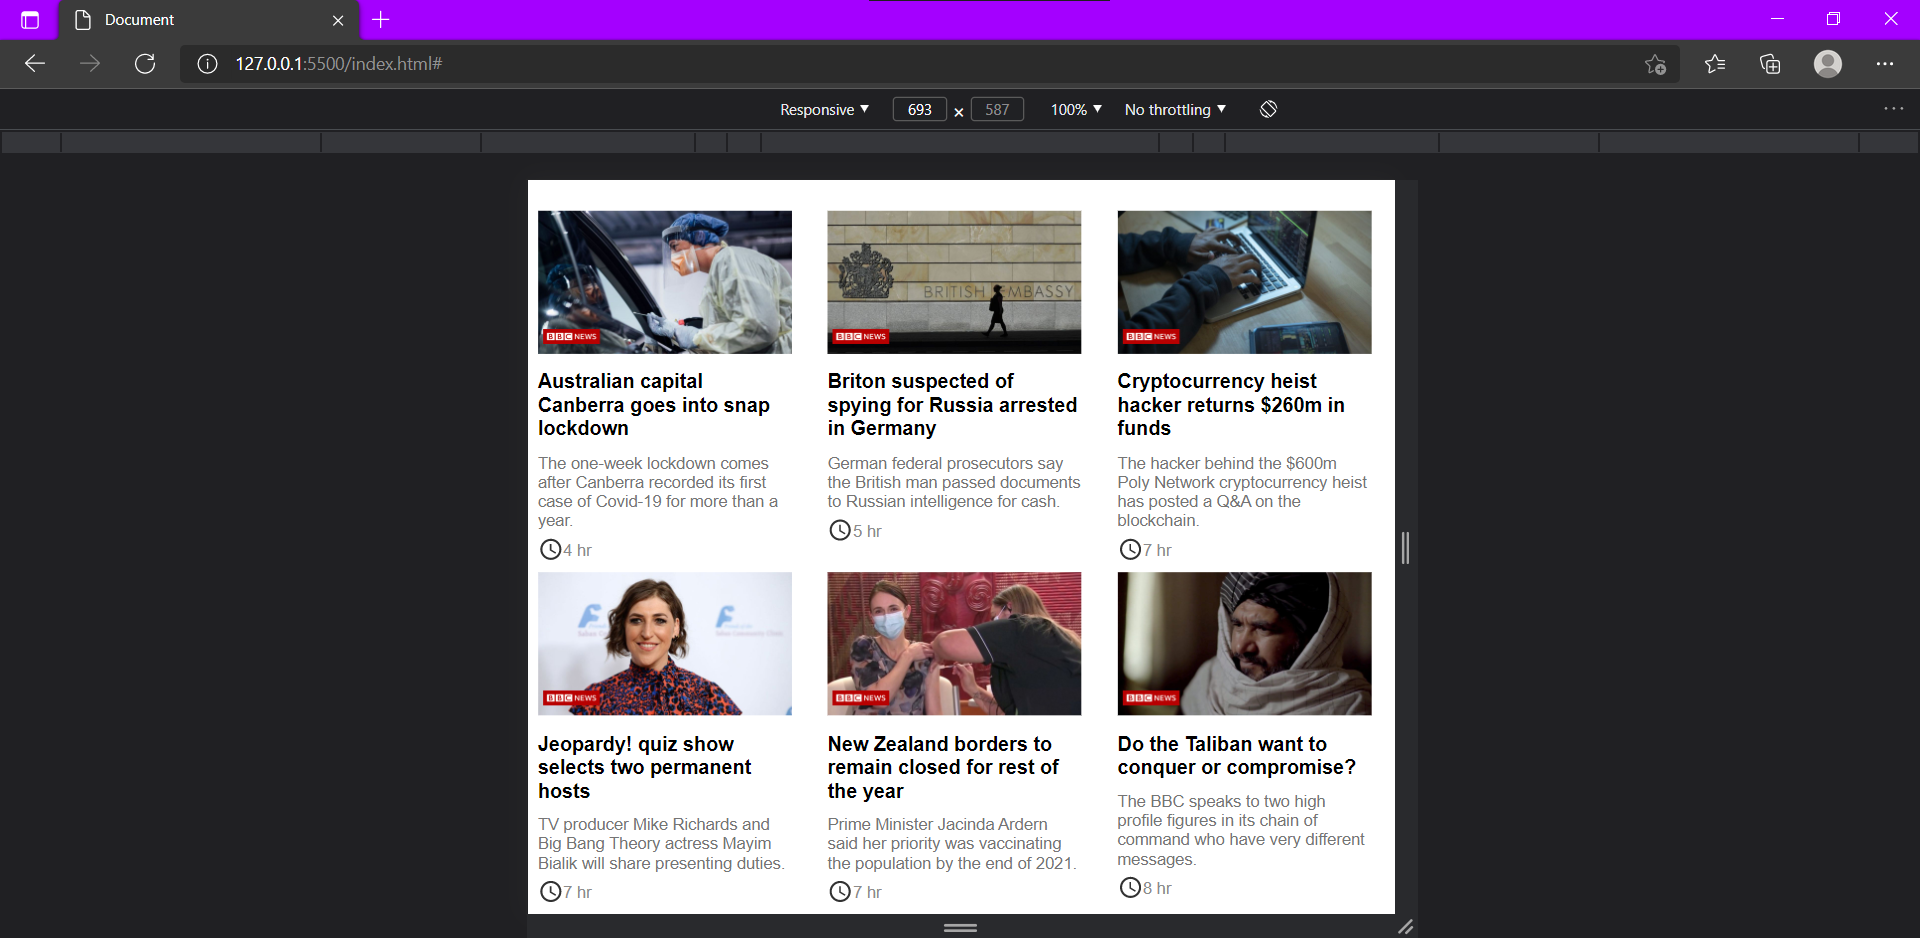 Document
127.0.0.1:5500/index.html#
Responsive 693 × 587 100% No throttling
BRITISH EMBASSY
BBC NEWS
BBC NEWS
BBC NEWS
Australian capital
Canberra goes into snap
lockdown
The one-week lockdown comes
after Canberra recorded its first
case of Covid-19 for more than a
year.
4 hr
Briton suspected of
spying for Russia arrested
in Germany
German federal prosecutors say
the British man passed documents
to Russian intelligence for cash.
5 hr
Cryptocurrency heist
hacker returns $260m in
funds
The hacker behind the $600m
Poly Network cryptocurrency heist
has posted a Q&A on the
blockchain.
7 hr
BBC NEWS
BBC NEWS
BBC NEWS
Jeopardy! quiz show
selects two permanent
hosts
TV producer Mike Richards and
Big Bang Theory actress Mayim
Bialik will share presenting duties.
7 hr
New Zealand borders to
remain closed for rest of
the year
Prime Minister Jacinda Ardern
said her priority was vaccinating
the population by the end of 2021.
7 hr
Do the Taliban want to
conquer or compromise?
The BBC speaks to two high
profile figures in its chain of
command who have very different
messages.
8 hr